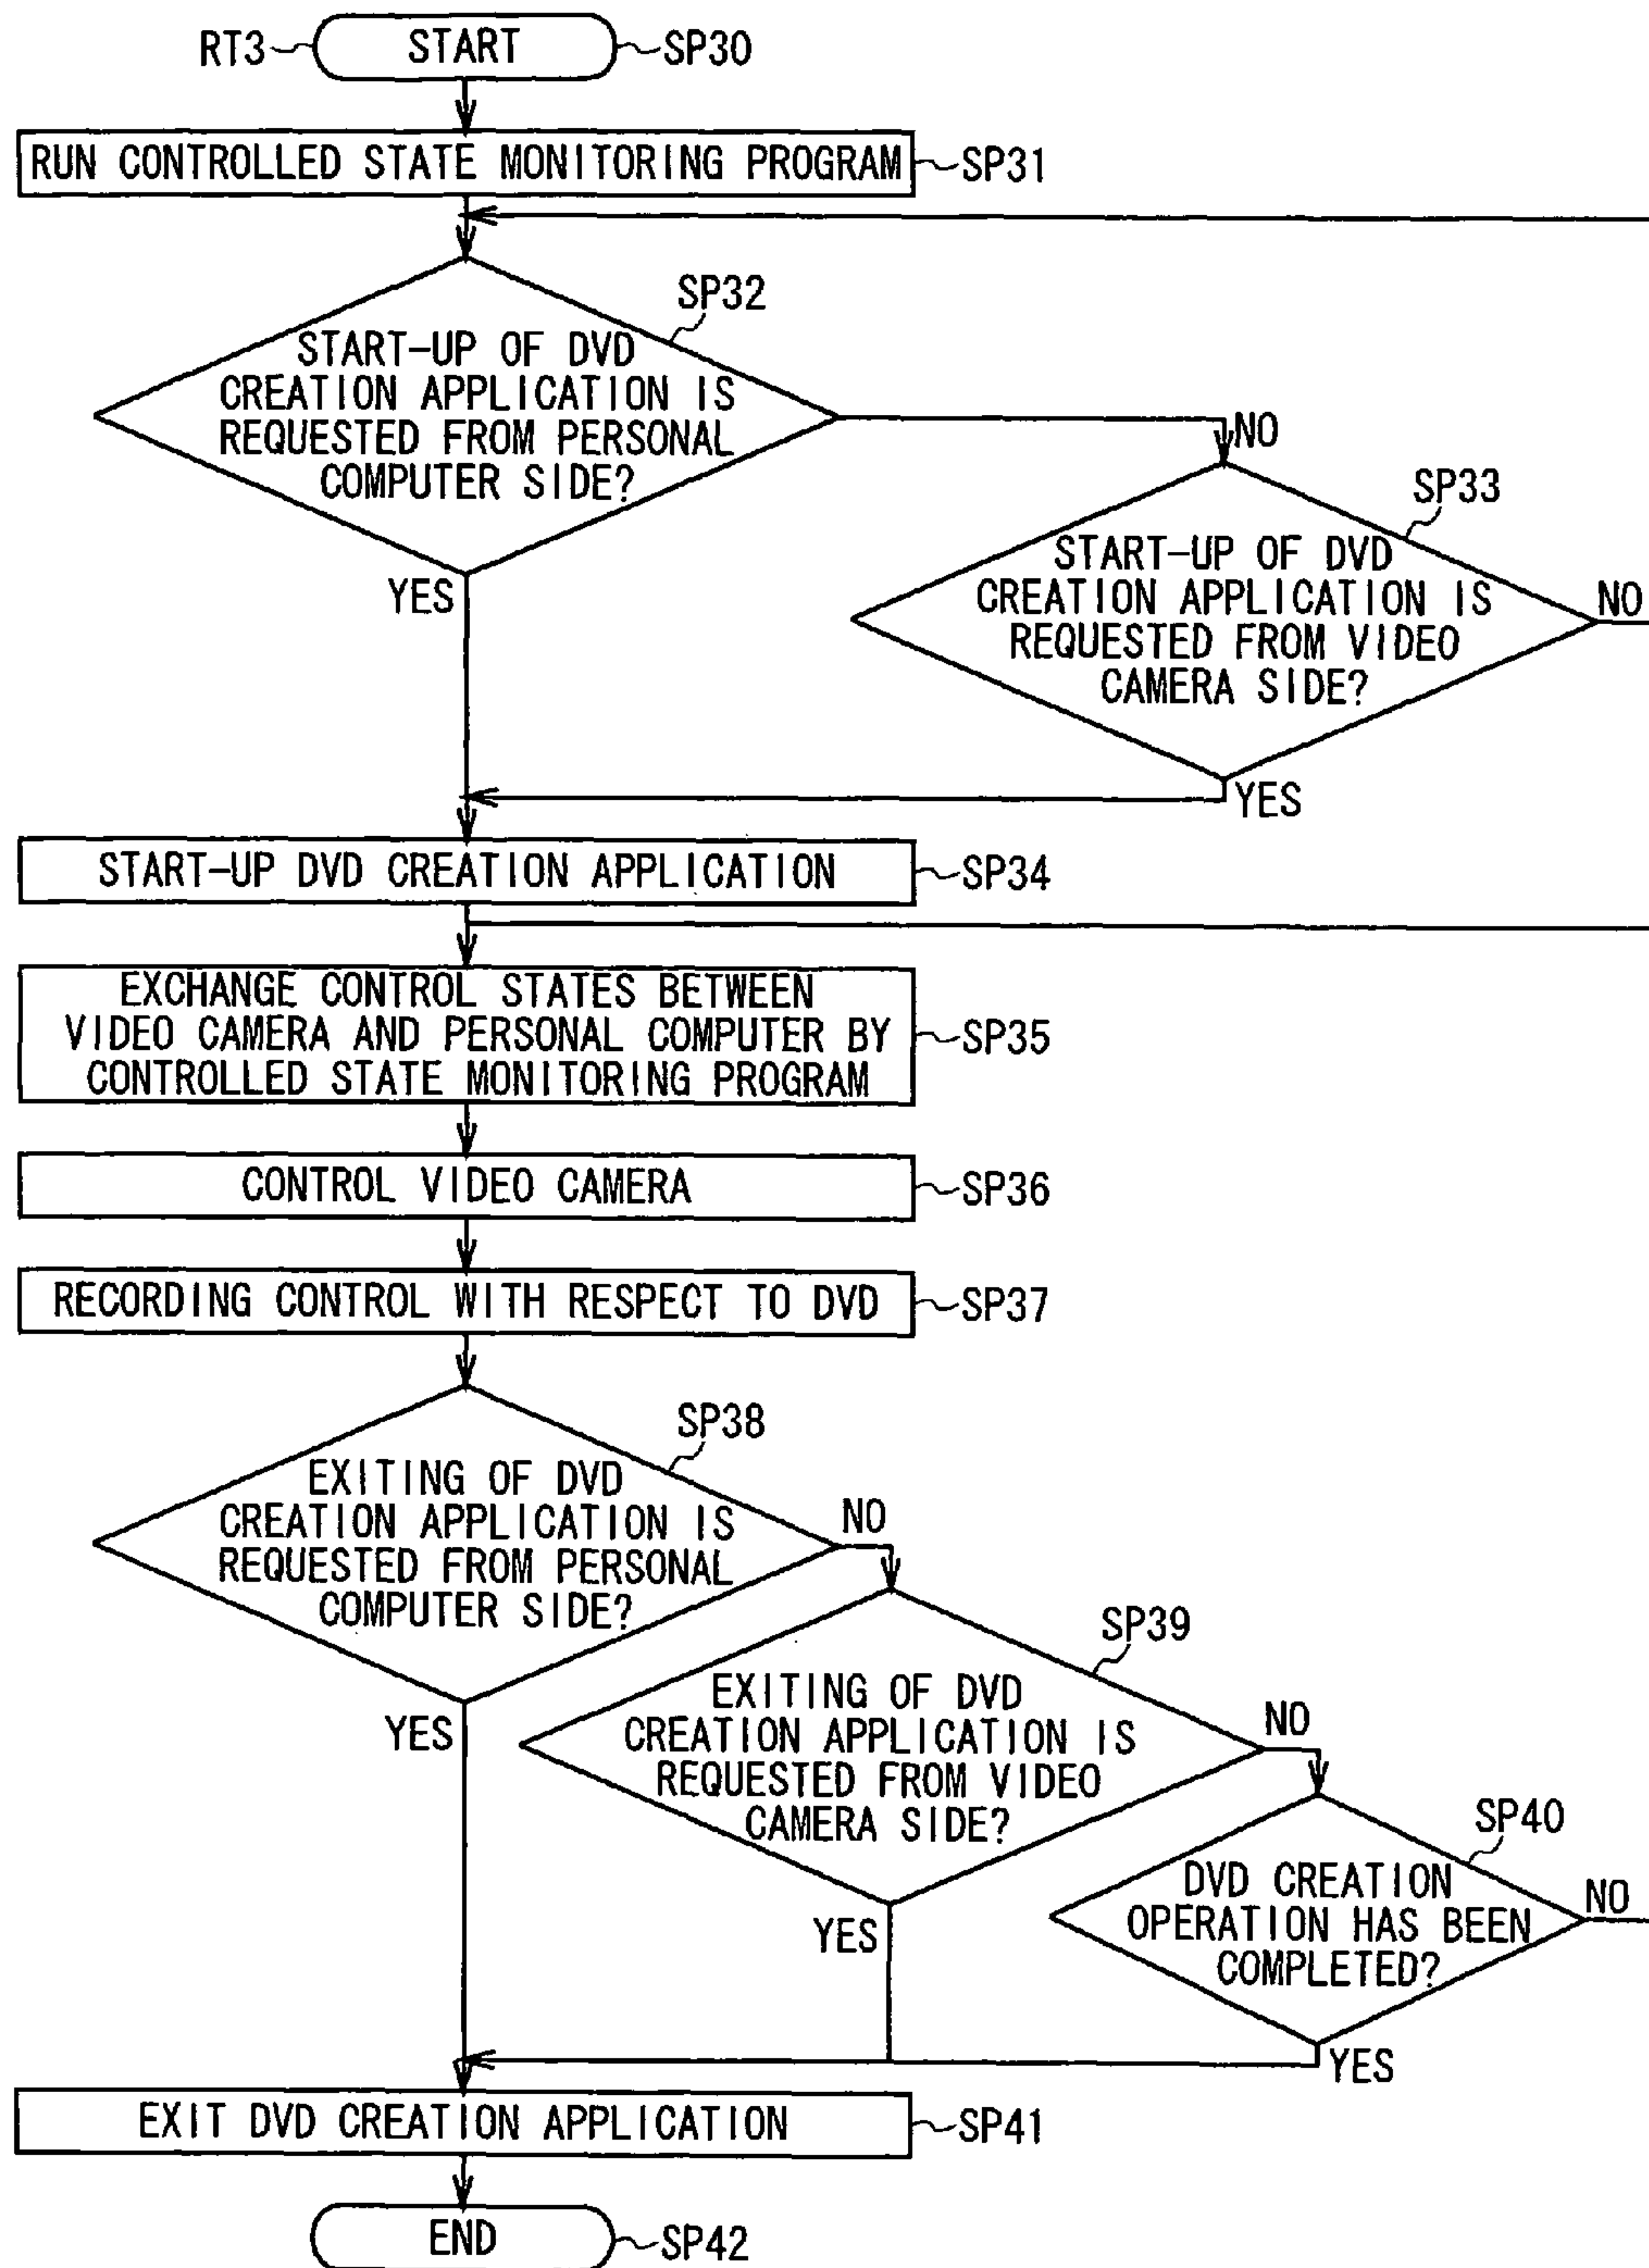 RT3 START SP30
RUN CONTROLLED STATE MONITORING PROGRAM SP31
SP32
START-UP OF DVD
CREATION APPLICATION IS
REQUESTED FROM PERSONAL
COMPUTER SIDE?
NO
YES
SP33
START-UP OF DVD
CREATION APPLICATION IS
REQUESTED FROM VIDEO
CAMERA SIDE?
NO
YES
START-UP DVD CREATION APPLICATION SP34
EXCHANGE CONTROL STATES BETWEEN
VIDEO CAMERA AND PERSONAL COMPUTER BY
CONTROLLED STATE MONITORING PROGRAM
SP35
CONTROL VIDEO CAMERA SP36
RECORDING CONTROL WITH RESPECT TO DVD SP37
SP38
EXITING OF DVD
CREATION APPLICATION IS
REQUESTED FROM PERSONAL
COMPUTER SIDE?
NO
YES
SP39
EXITING OF DVD
CREATION APPLICATION IS
REQUESTED FROM VIDEO
CAMERA SIDE?
NO
YES
SP40
DVD CREATION
OPERATION HAS BEEN
COMPLETED?
NO
YES
EXIT DVD CREATION APPLICATION SP41
END SP42